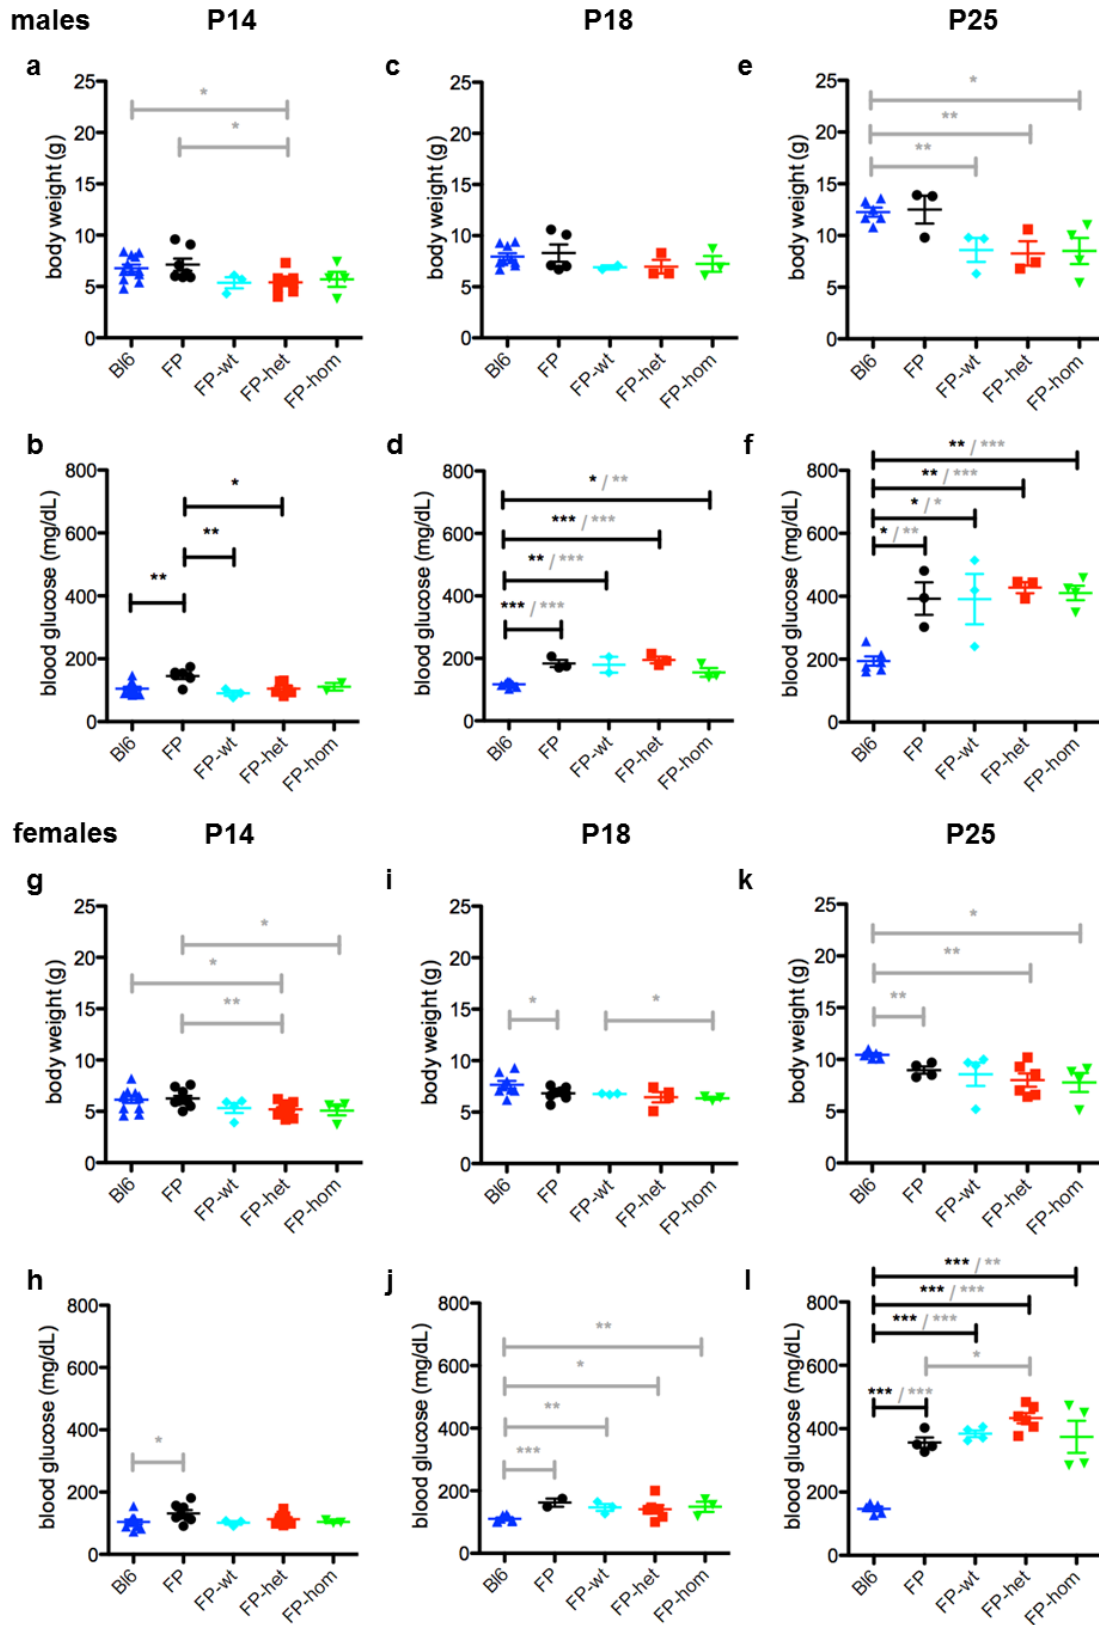 males P14 P18 P25
a c e
body weight (g) body weight (g) body weight (g)
25 25 25
20 20 20
15 15 15
10 10 10
5 5 5
0 0 0
* * * ** **
Bl6 FP FP-wt FP-het FP-hom Bl6 FP FP-wt FP-het FP-hom Bl6 FP FP-wt FP-het FP-hom
b d f
blood glucose (mg/dL) blood glucose (mg/dL) blood glucose (mg/dL)
800 800 800
600 600 600
400 400 400
200 200 200
0 0 0
* ** **
* / ** *** / *** ** / *** *** / ***
** / *** ** / *** * / * * / **
Bl6 FP FP-wt FP-het FP-hom Bl6 FP FP-wt FP-het FP-hom Bl6 FP FP-wt FP-het FP-hom
females P14 P18 P25
g i k
body weight (g) body weight (g) body weight (g)
25 25 25
20 20 20
15 15 15
10 10 10
5 5 5
0 0 0
* * ** * * * ** **
Bl6 FP FP-wt FP-het FP-hom Bl6 FP FP-wt FP-het FP-hom Bl6 FP FP-wt FP-het FP-hom
h j l
blood glucose (mg/dL) blood glucose (mg/dL) blood glucose (mg/dL)
800 800 800
600 600 600
400 400 400
200 200 200
0 0 0
*
** * ** ***
*** / ** *** / *** *** / *** * *** / ***
Bl6 FP FP-wt FP-het FP-hom Bl6 FP FP-wt FP-het FP-hom Bl6 FP FP-wt FP-het FP-hom